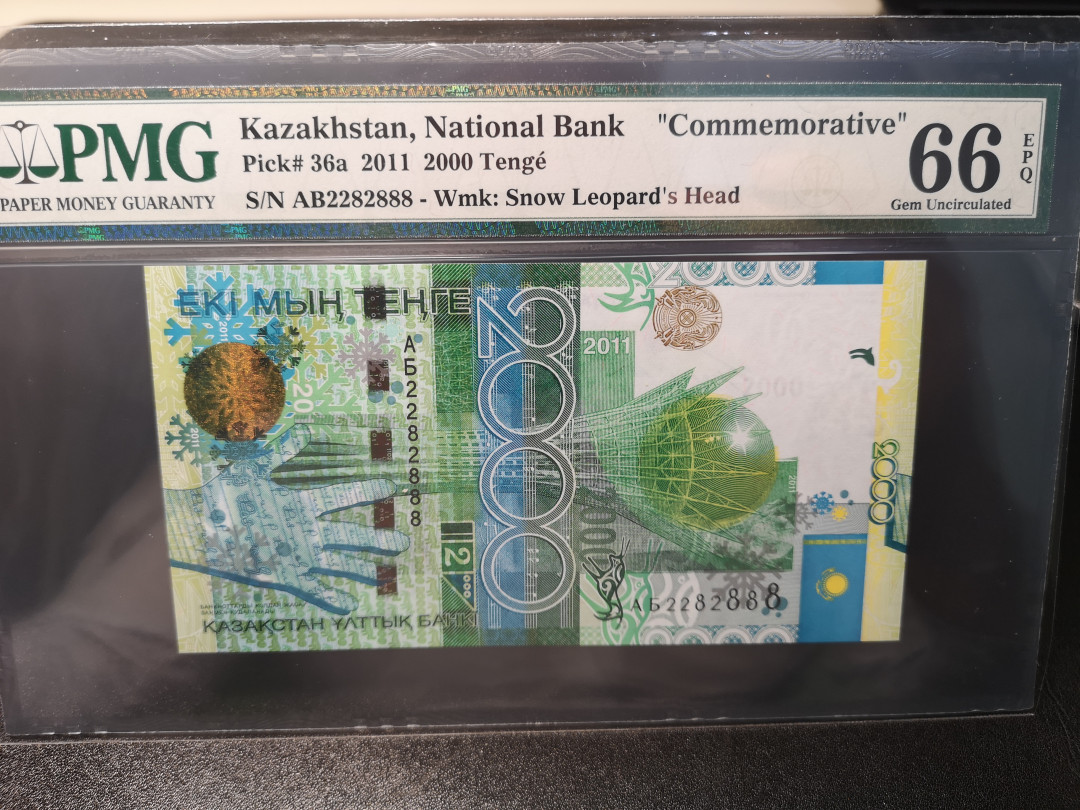 PMG
PAPER MONEY GUARANTY
Kazakhstan, National Bank "Commemorative"
Pick# 36a 2011 2000 Tengé
S/N AB2282888 - Wmk: Snow Leopard's Head
66
EPQ
Gem Uncirculated
ЕКІ МЫҢ ТЕҢГЕ
2000
2011
АБ2282888
2000
2000
2000
АБ2282888
ҚАЗАҚСТАН ҰЛТТЫҚ БАНКІ